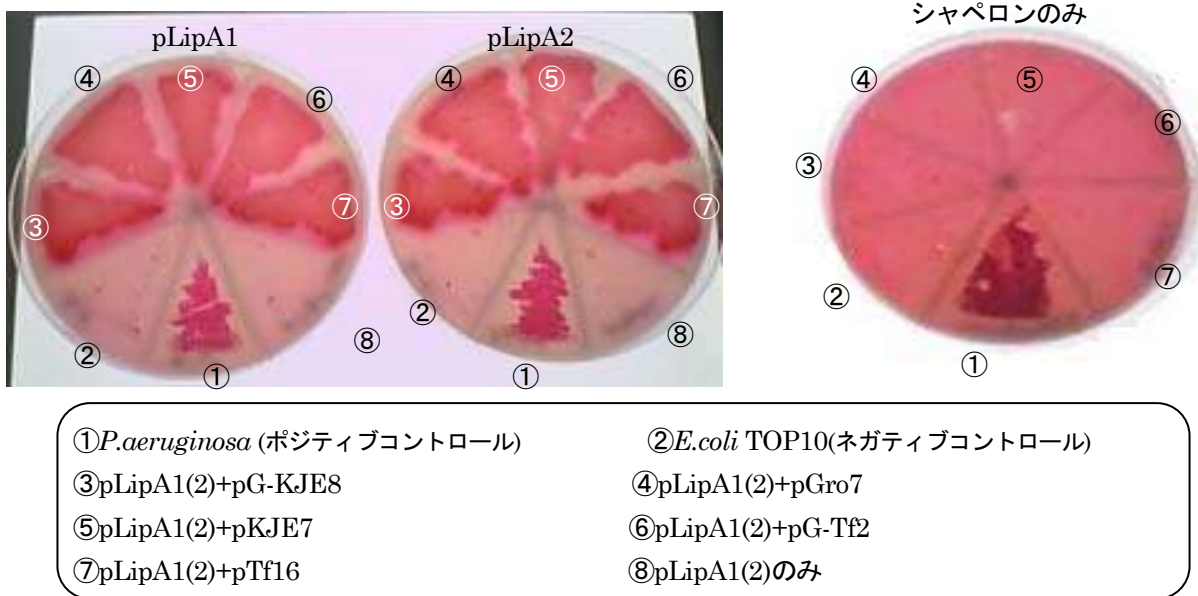 pLipA1
pLipA2
シャペロンのみ
④
⑤
⑥
③
⑦
②
①
⑧
④
⑤
⑥
③
⑦
②
①
⑧
④
⑤
⑥
③
⑦
②
①
①P.aeruginosa (ポジティブコントロール)
②E.coli TOP10(ネガティブコントロール)
③pLipA1(2)+pG-KJE8
④pLipA1(2)+pGro7
⑤pLipA1(2)+pKJE7
⑥pLipA1(2)+pG-Tf2
⑦pLipA1(2)+pTf16
⑧pLipA1(2)のみ